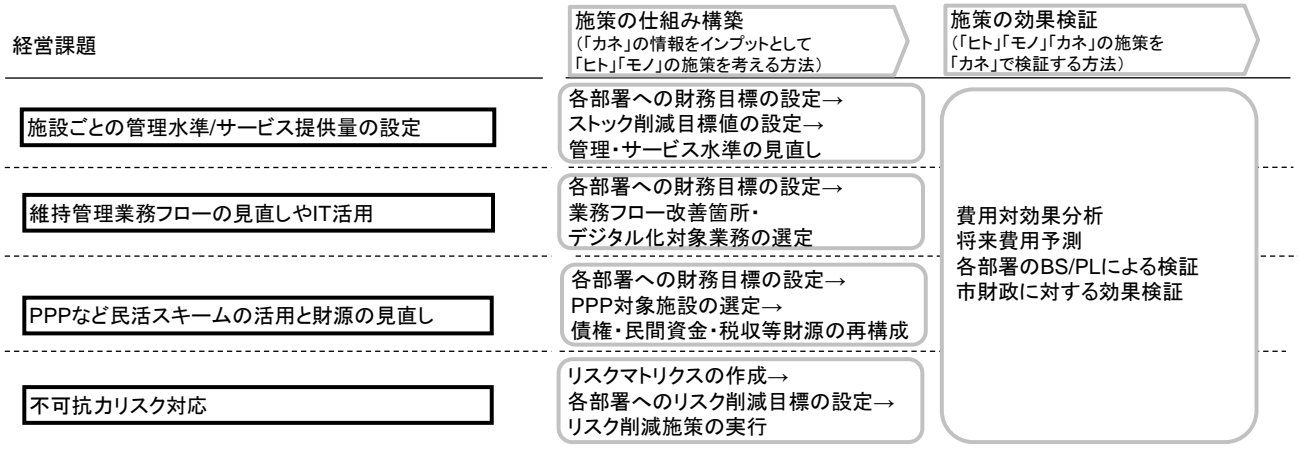 経営課題
施策の仕組み構築
(「カネ」の情報をインプットとして
「ヒト」「モノ」の施策を考える方法)
施策の効果検証
(「ヒト」「モノ」「カネ」の施策を
「カネ」で検証する方法)
施設ごとの管理水準/サービス提供量の設定
各部署への財務目標の設定→
ストック削減目標値の設定→
管理・サービス水準の見直し
維持管理業務フローの見直しやIT活用
各部署への財務目標の設定→
業務フロー改善箇所・
デジタル化対象業務の選定
PPPなど民活スキームの活用と財源の見直し
各部署への財務目標の設定→
PPP対象施設の選定→
債権・民間資金・税収等財源の再構成
不可抗力リスク対応
リスクマトリクスの作成→
各部署へのリスク削減目標の設定→
リスク削減施策の実行
費用対効果分析
将来費用予測
各部署のBS/PLによる検証
市財政に対する効果検証